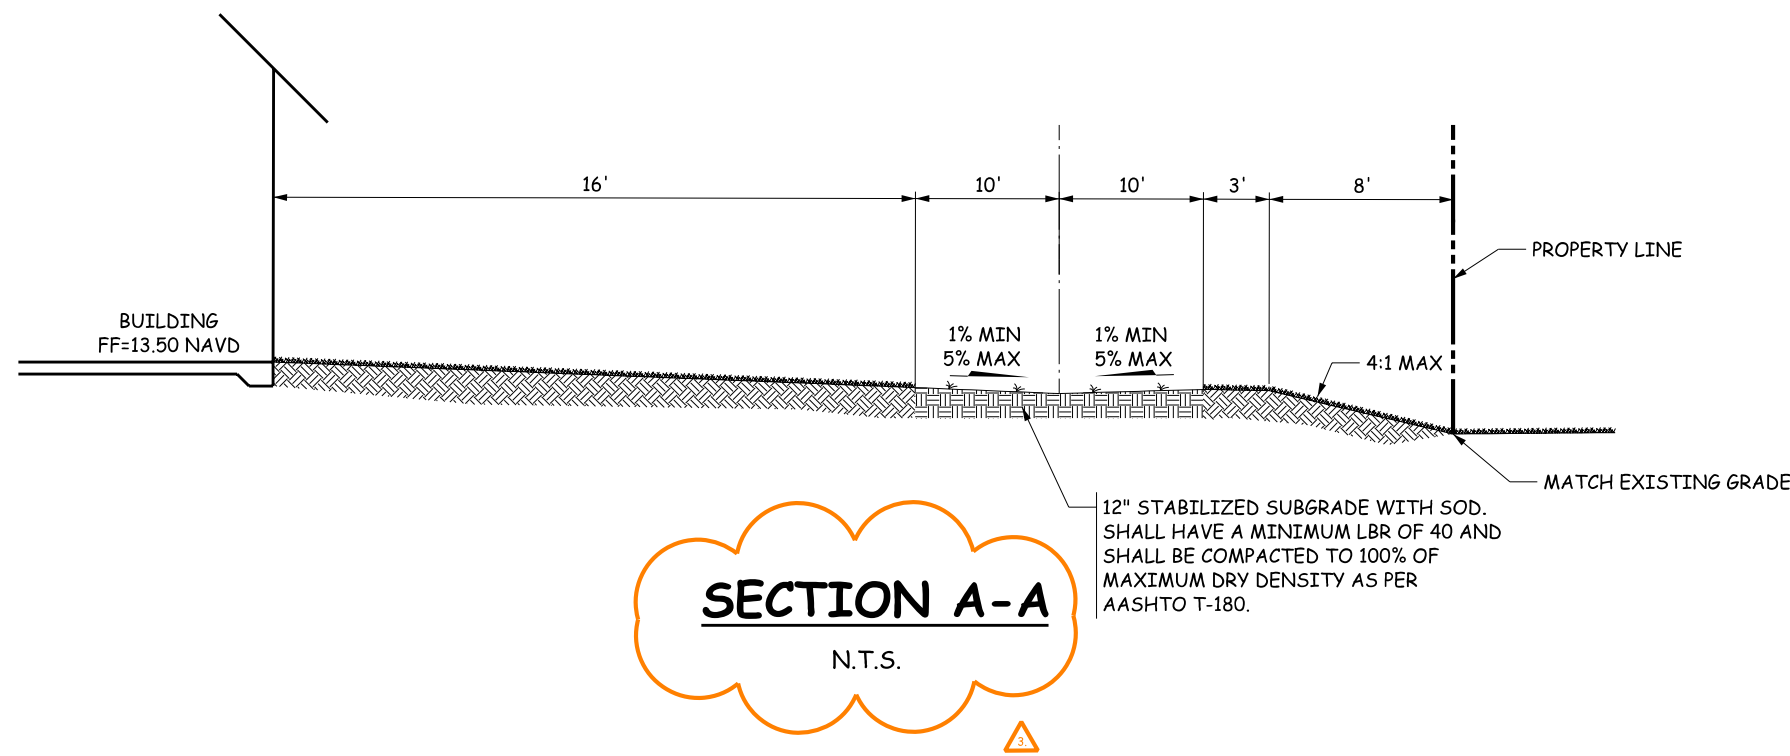 16'
10'
10'
3'
8'
PROPERTY LINE
BUILDING
FF=13.50 NAVD
1% MIN
5% MAX
1% MIN
5% MAX
4:1 MAX
MATCH EXISTING GRADE
12" STABILIZED SUBGRADE WITH SOD.
SHALL HAVE A MINIMUM LBR OF 40 AND
SHALL BE COMPACTED TO 100% OF
MAXIMUM DRY DENSITY AS PER
AASHTO T-180.
SECTION A-A
N.T.S.
3.